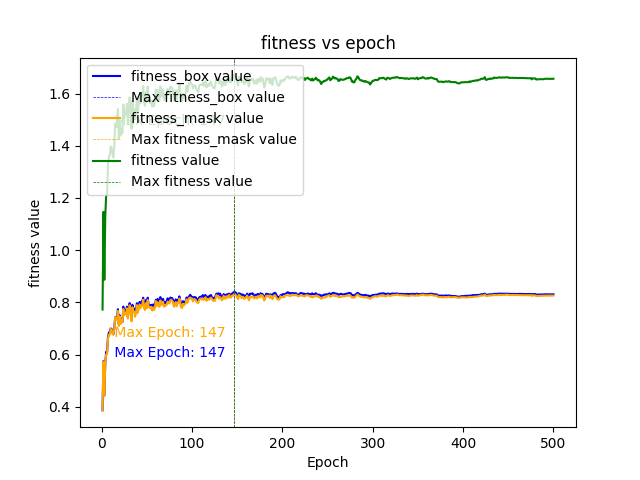 fitness vs epoch
fitness_box value
Max fitness_box value
fitness_mask value
Max fitness_mask value
fitness value
Max fitness value
1.6
1.4
1.2
1.0
0.8
0.6
0.4
fitness value
Max Epoch: 147
Max Epoch: 147
0
100
200
300
400
500
Epoch